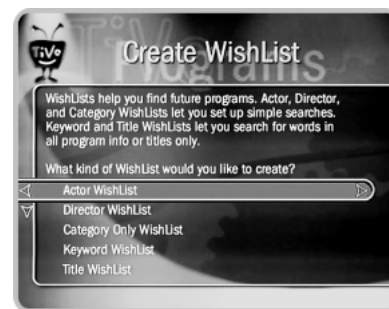 TiVo
Create WishList
WishLists help you find future programs. Actor, Director,
and Category WishLists let you set up simple searches.
Keyword and Title WishLists let you search for words in
all program info or titles only.
What kind of WishList would you like to create?
Actor WishList
Director WishList
Category Only WishList
Keyword WishList
Title WishList